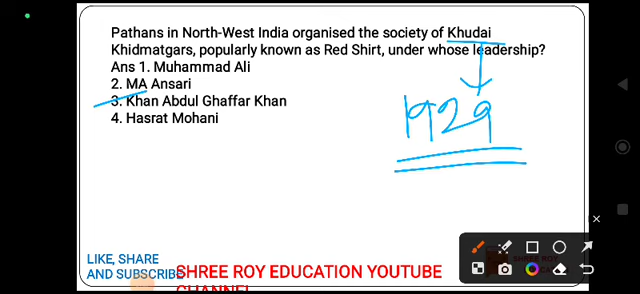 Pathans in North-West India organised the society of Khudai
Khidmatgars, popularly known as Red Shirt, under whose leadership?
Ans 1. Muhammad Ali
2. MA Ansari
3. Khan Abdul Ghaffar Khan
4. Hasrat Mohani
1929
LIKE, SHARE
AND SUBSCRIBE
SHREE ROY EDUCATION YOUTUBE
CHANNEL